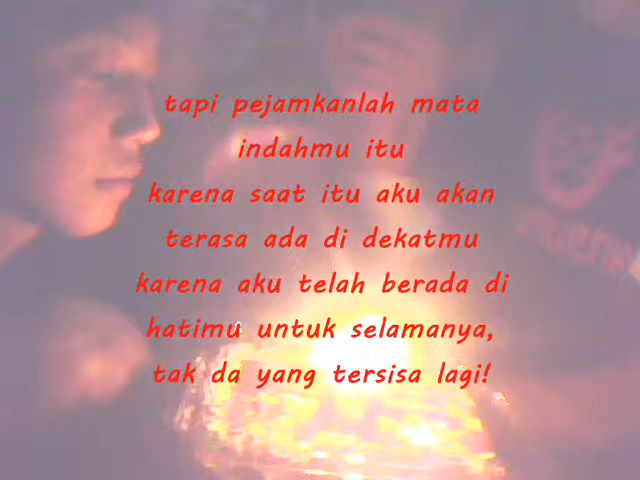 tapi pejamkanlah mata
indahmu itu
karena saat itu aku akan
terasa ada di dekatmu
karena aku telah berada di
hatimu untuk selamanya,
tak da yang tersisa lagi!